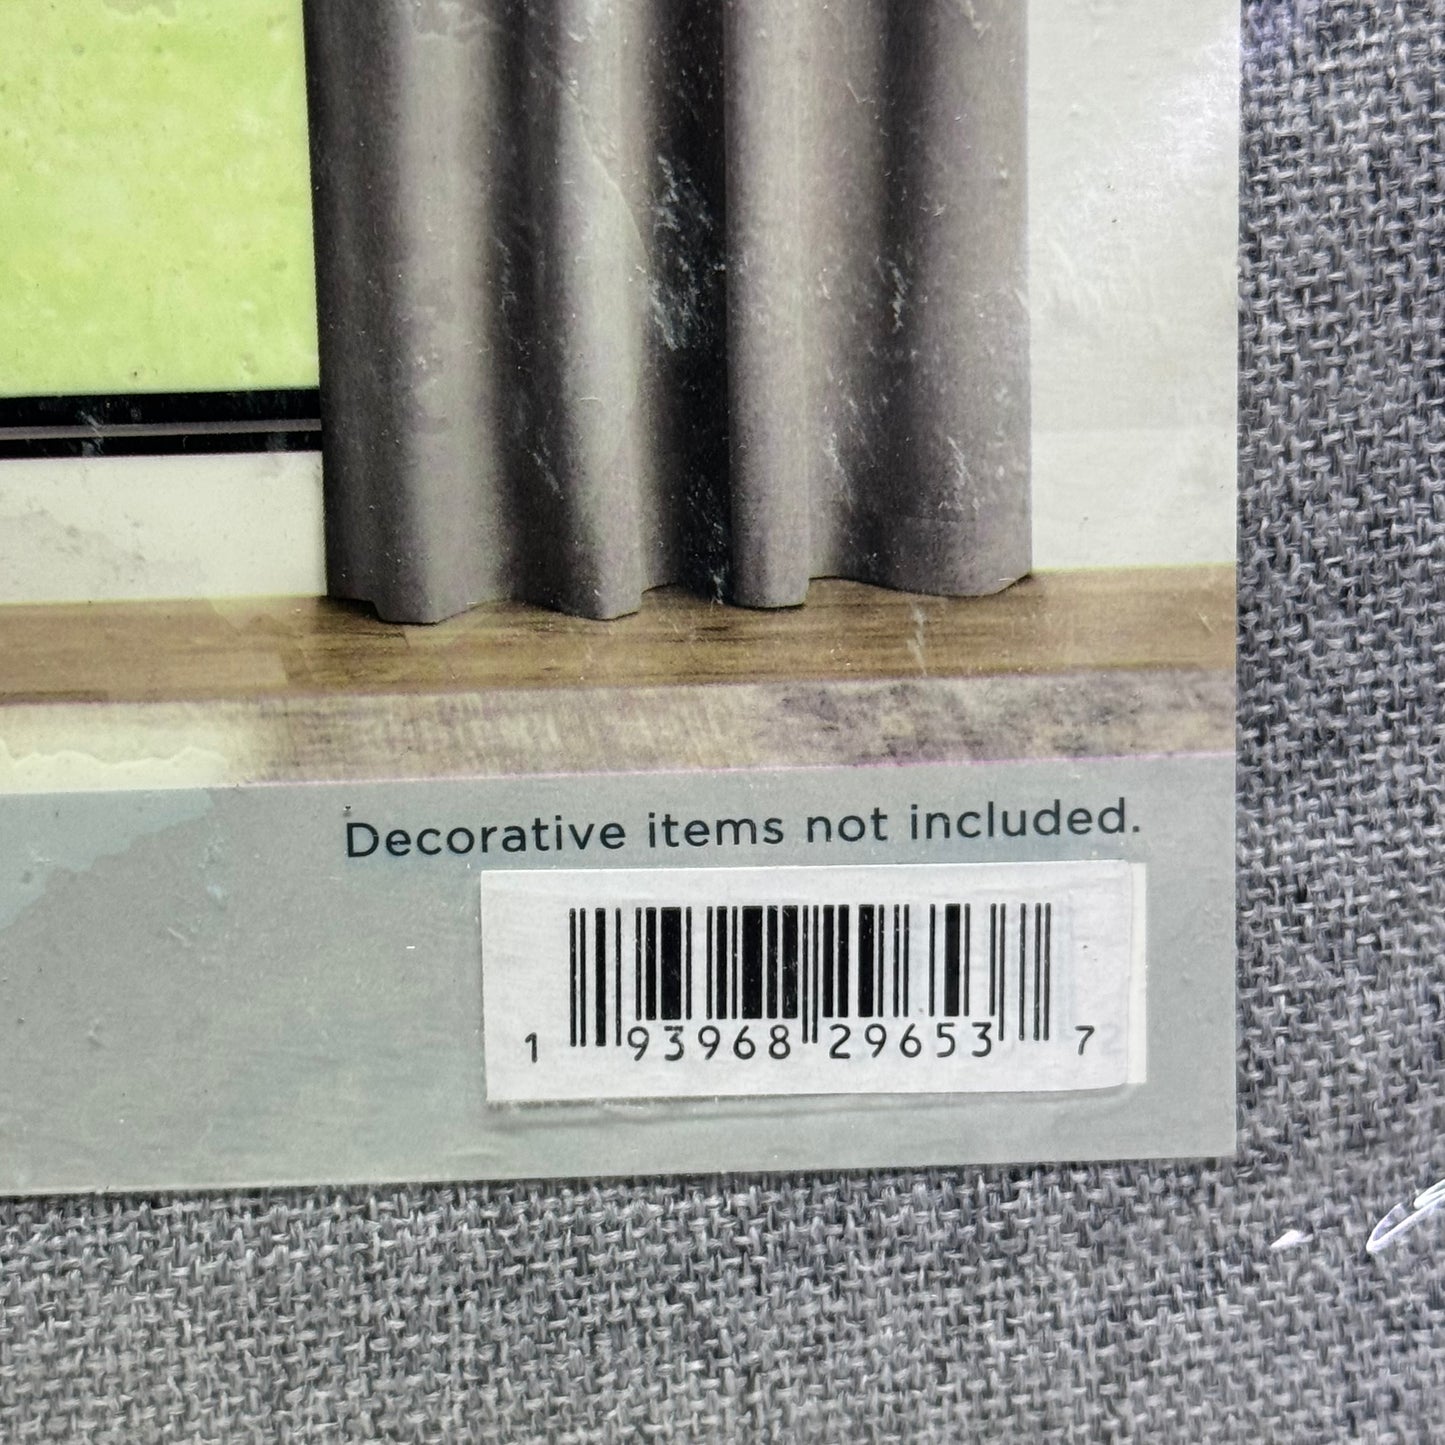 Decorative items not included.
1 93968 29653 7